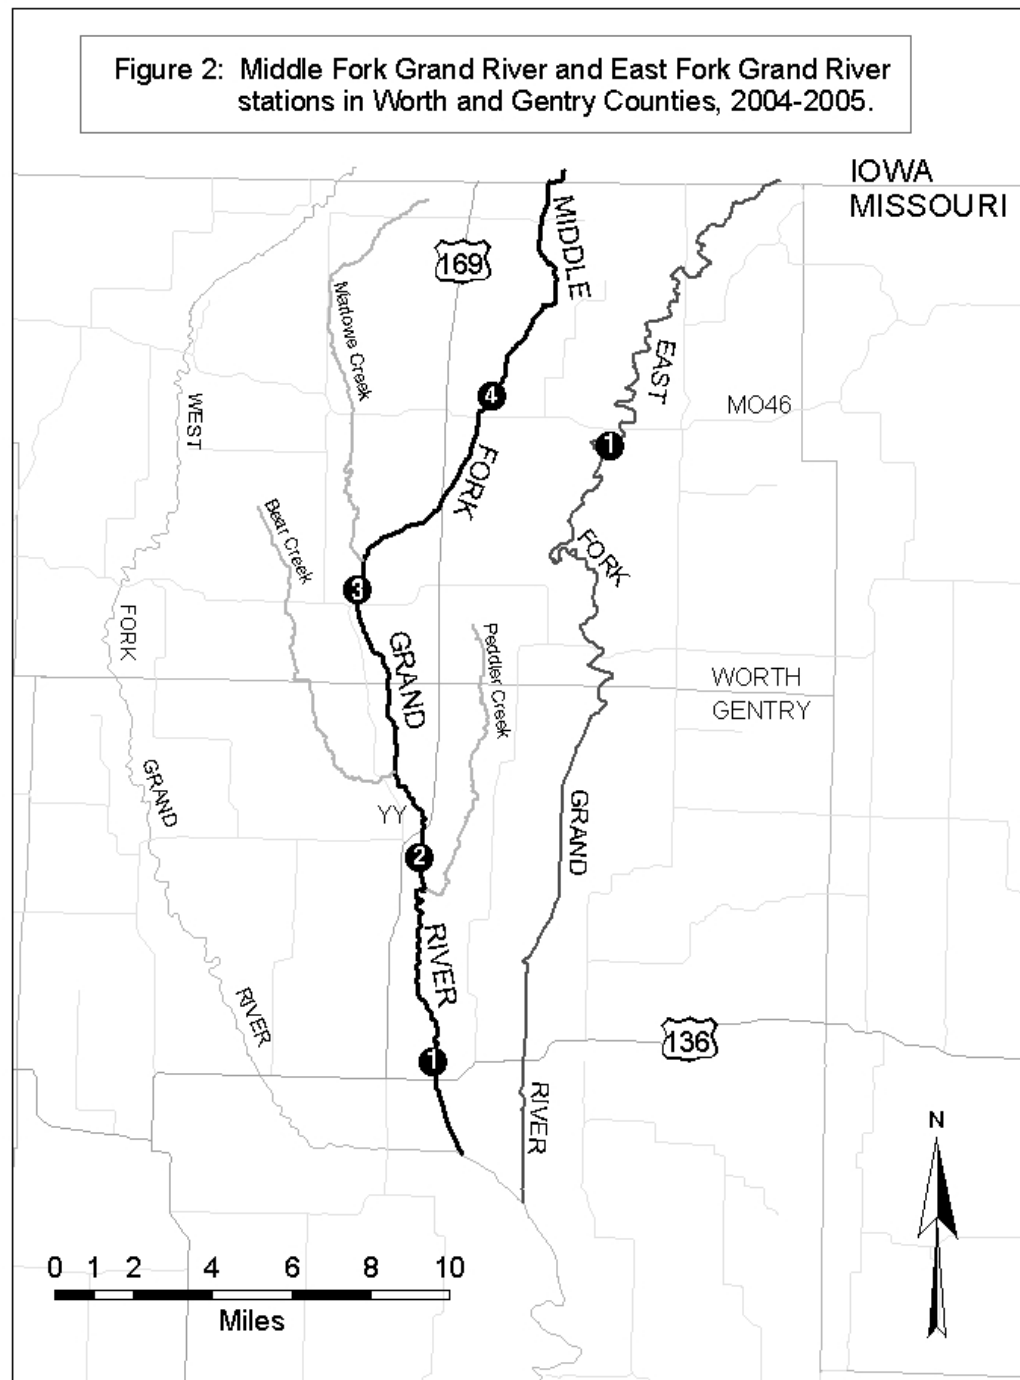 Figure 2: Middle Fork Grand River and East Fork Grand River
stations in Worth and Gentry Counties, 2004-2005.
IOWA
MISSOURI
MIDDLE
169
Marlowe Creek
EAST
WEST
4
MO46
1
FORK
Bear Creek
FORK
3
FORK
GRAND
Peddler Creek
WORTH
GENTRY
GRAND
YY
GRAND
2
RIVER
RIVER
136
1
RIVER
N
0 1 2 4 6 8 10
Miles